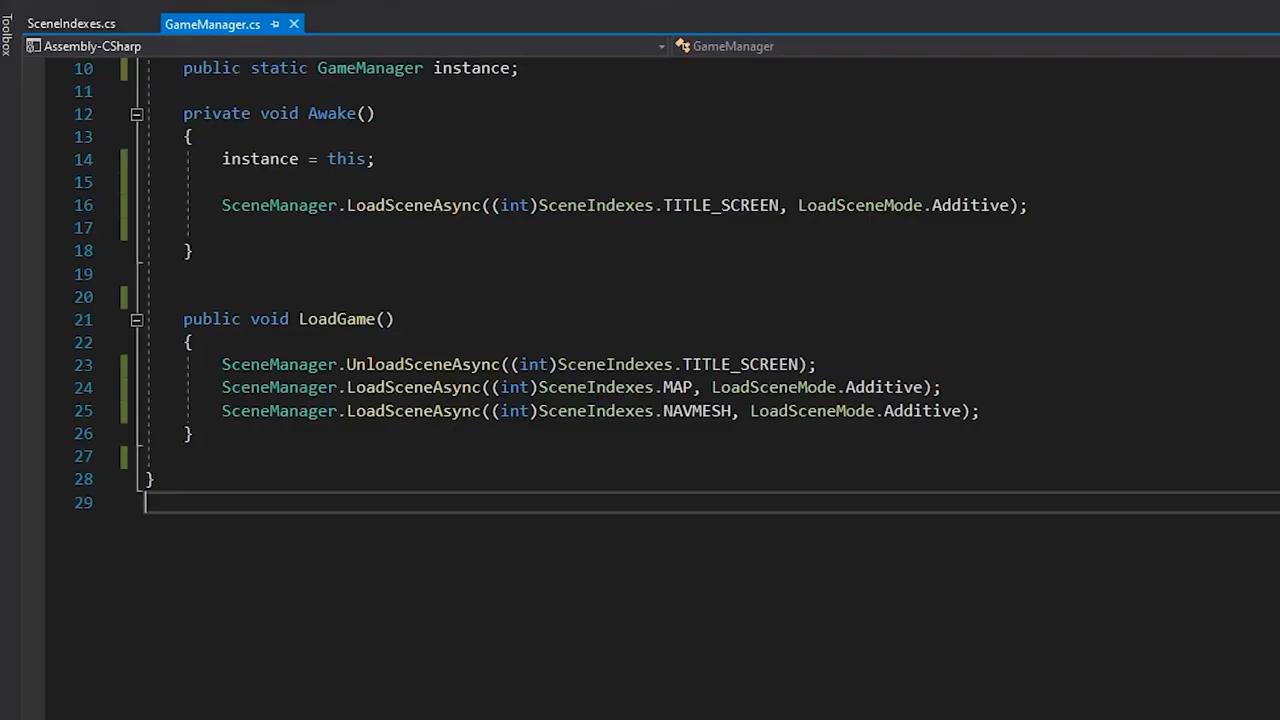 Toolbox
SceneIndexes.cs GameManager.cs
Assembly-CSharp GameManager
10 public static GameManager instance;
11
12 private void Awake()
13 {
14 instance = this;
15
16 SceneManager.LoadSceneAsync((int)SceneIndexes.TITLE_SCREEN, LoadSceneMode.Additive);
17
18 }
19
20
21 public void LoadGame()
22 {
23 SceneManager.UnloadSceneAsync((int)SceneIndexes.TITLE_SCREEN);
24 SceneManager.LoadSceneAsync((int)SceneIndexes.MAP, LoadSceneMode.Additive);
25 SceneManager.LoadSceneAsync((int)SceneIndexes.NAVMESH, LoadSceneMode.Additive);
26 }
27
28 }
29